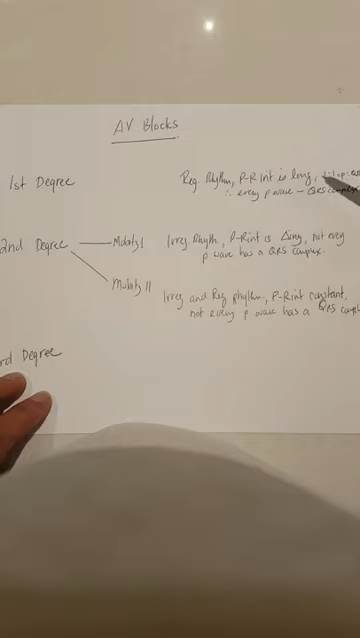 AV Blocks
1st Degree
Reg. Rhythm, P-R Int is long,
∴ every p wave – QRS complex
2nd Degree
Mobitz I
Irreg. Rhyth, P-R int is Δing, not every
p wave has a QRS Complex.
Mobitz II
Irreg and Reg rhythm, P-R int constant,
not every p wave has a QRS
rd Degree